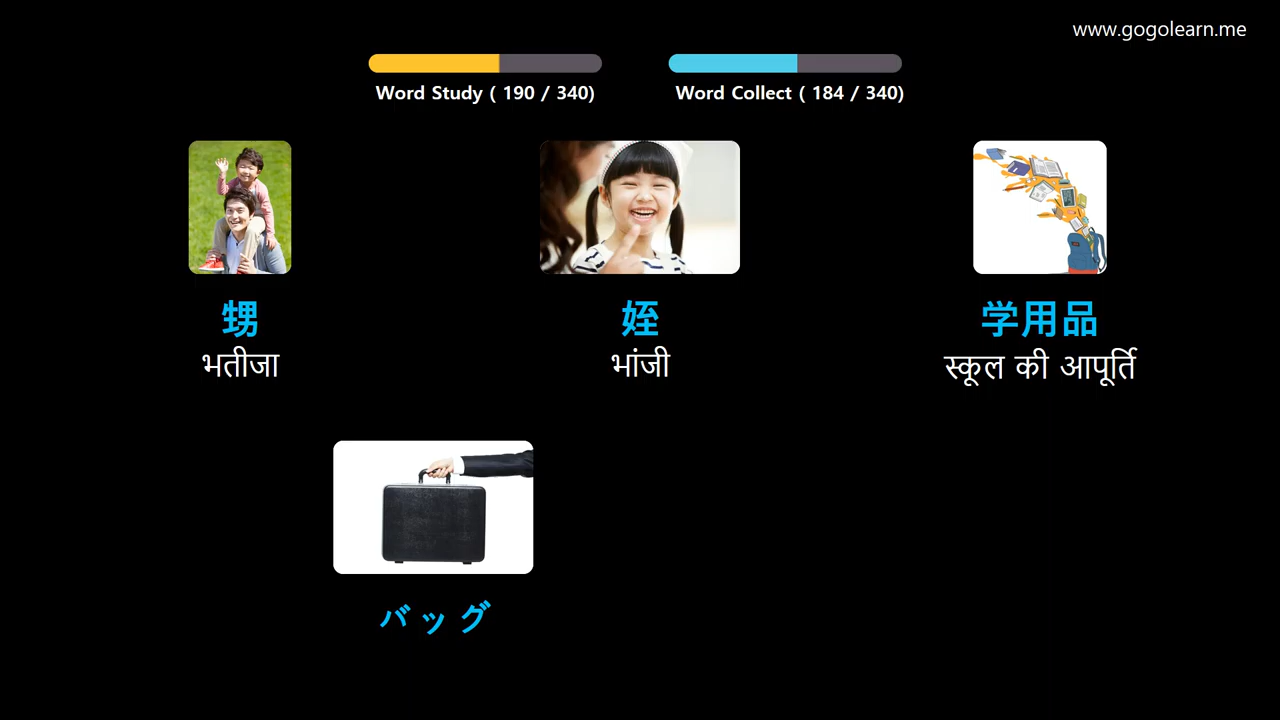 www.gogolearn.me
Word Study ( 190 / 340)
Word Collect ( 184 / 340)
甥
姪
学用品
भतीजा
भांजी
स्कूल की आपूर्ति
バッグ